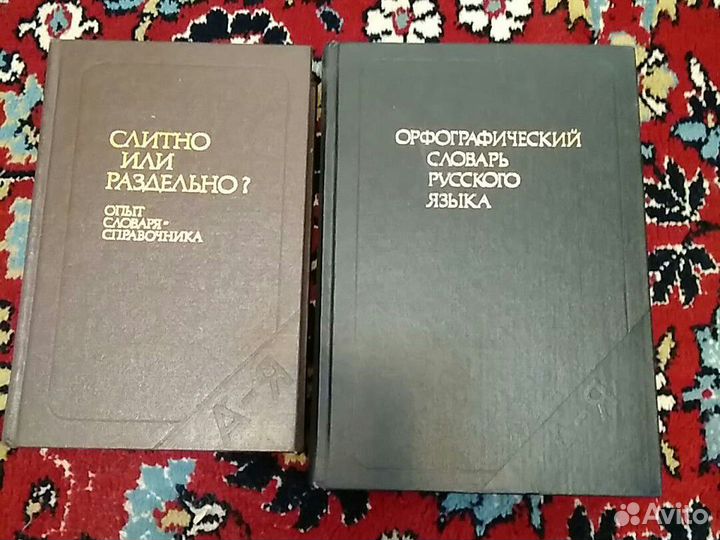 СЛИТНО
ИЛИ
РАЗДЕЛЬНО?
ОПЫТ
СЛОВАРЯ-
СПРАВОЧНИКА
А-Я
ОРФОГРАФИЧЕСКИЙ
СЛОВАРЬ
РУССКОГО
ЯЗЫКА
А-Я
Avito